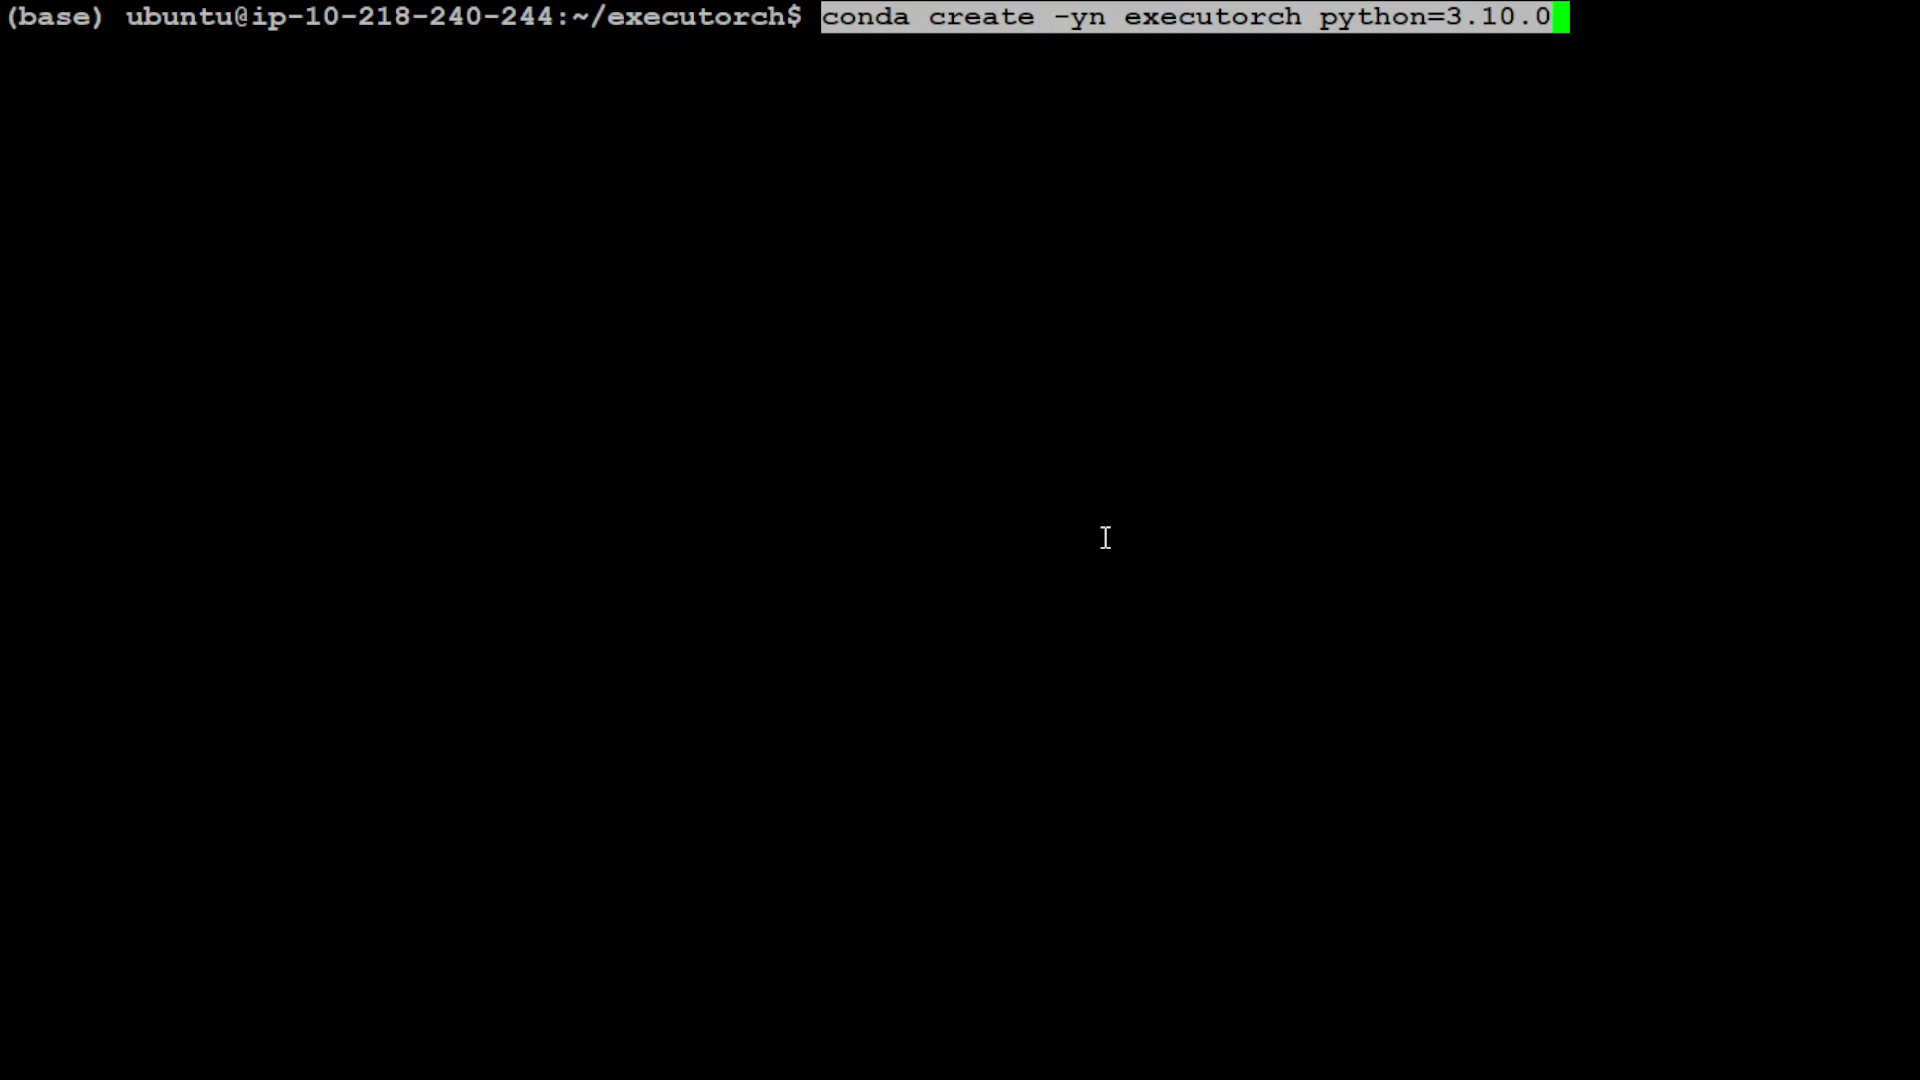 (base) ubuntu@ip-10-218-240-244:~/executorch$ conda create -yn executorch python=3.10.0